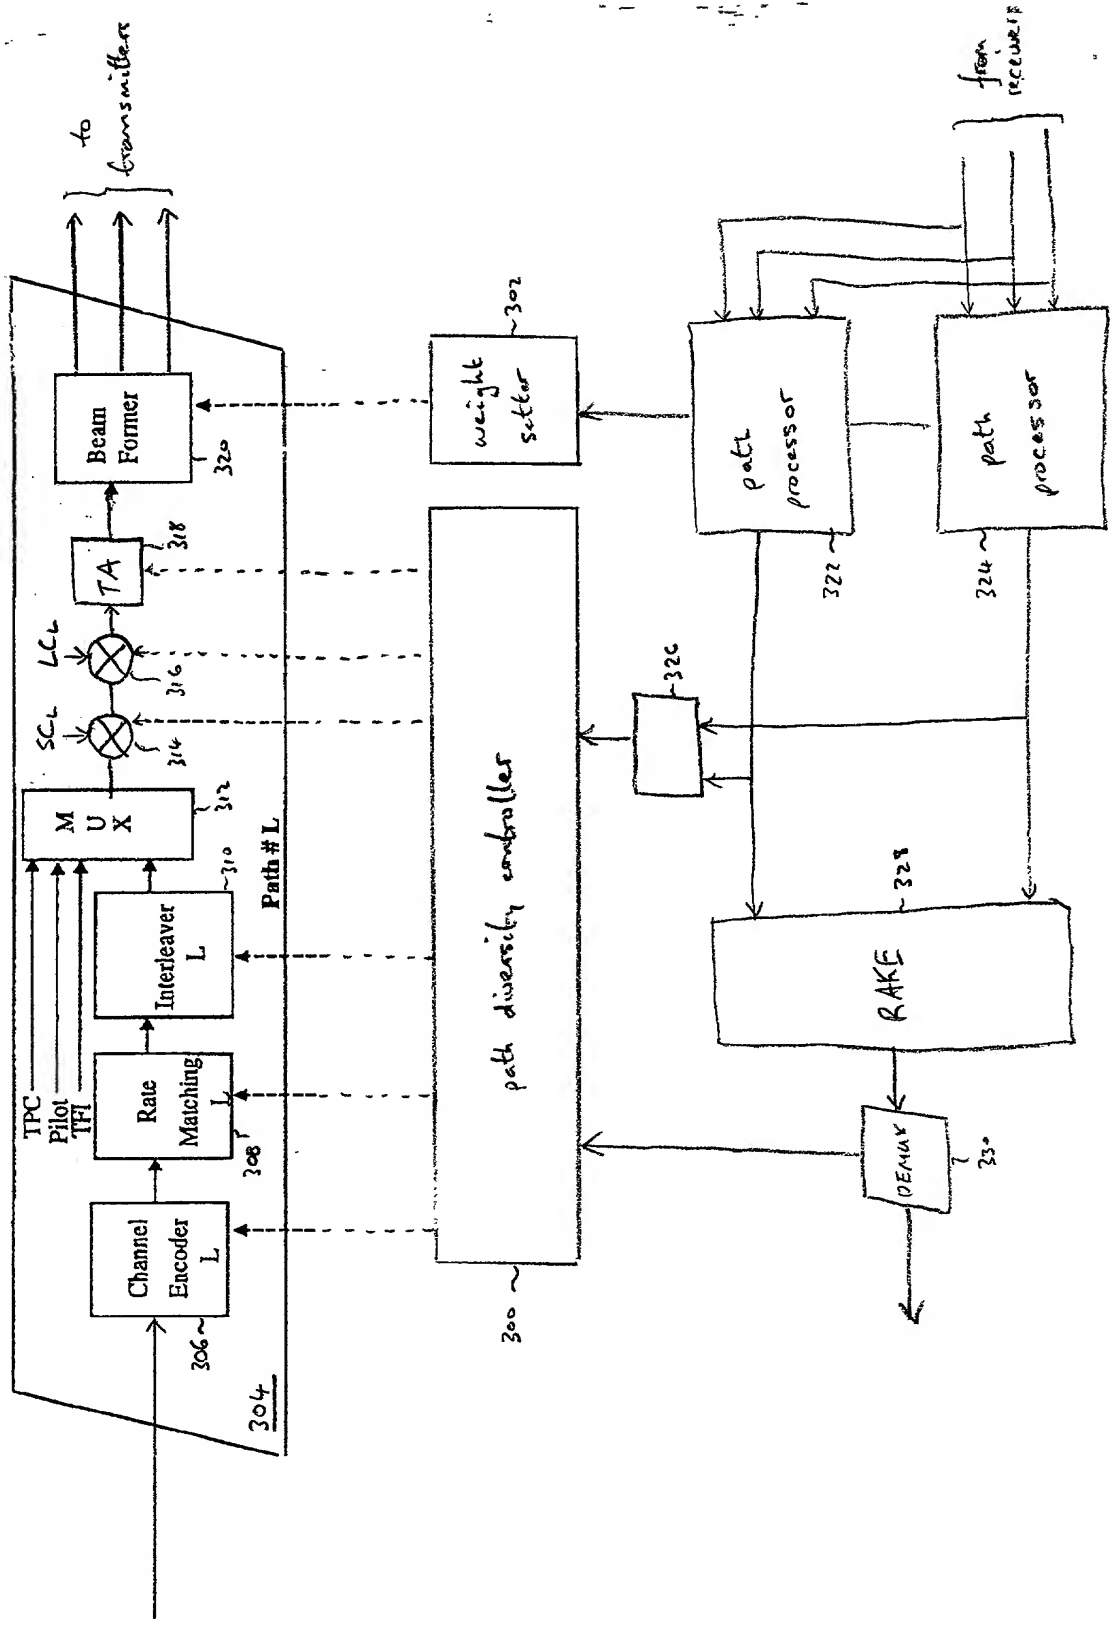 to
transmitters
TPC
Pilot
TFI
M
U
X
312
SCL
314
LCL
316
TA
318
Beam
Former
320
Channel
Encoder
L
306
Rate
Matching
L
308
Interleaver
L
310
304
Path # L
weight
setter
302
path diversity controller
300
326
path
processor
322
path
processor
324
from
receivers
RAKE
328
DEMUX
330